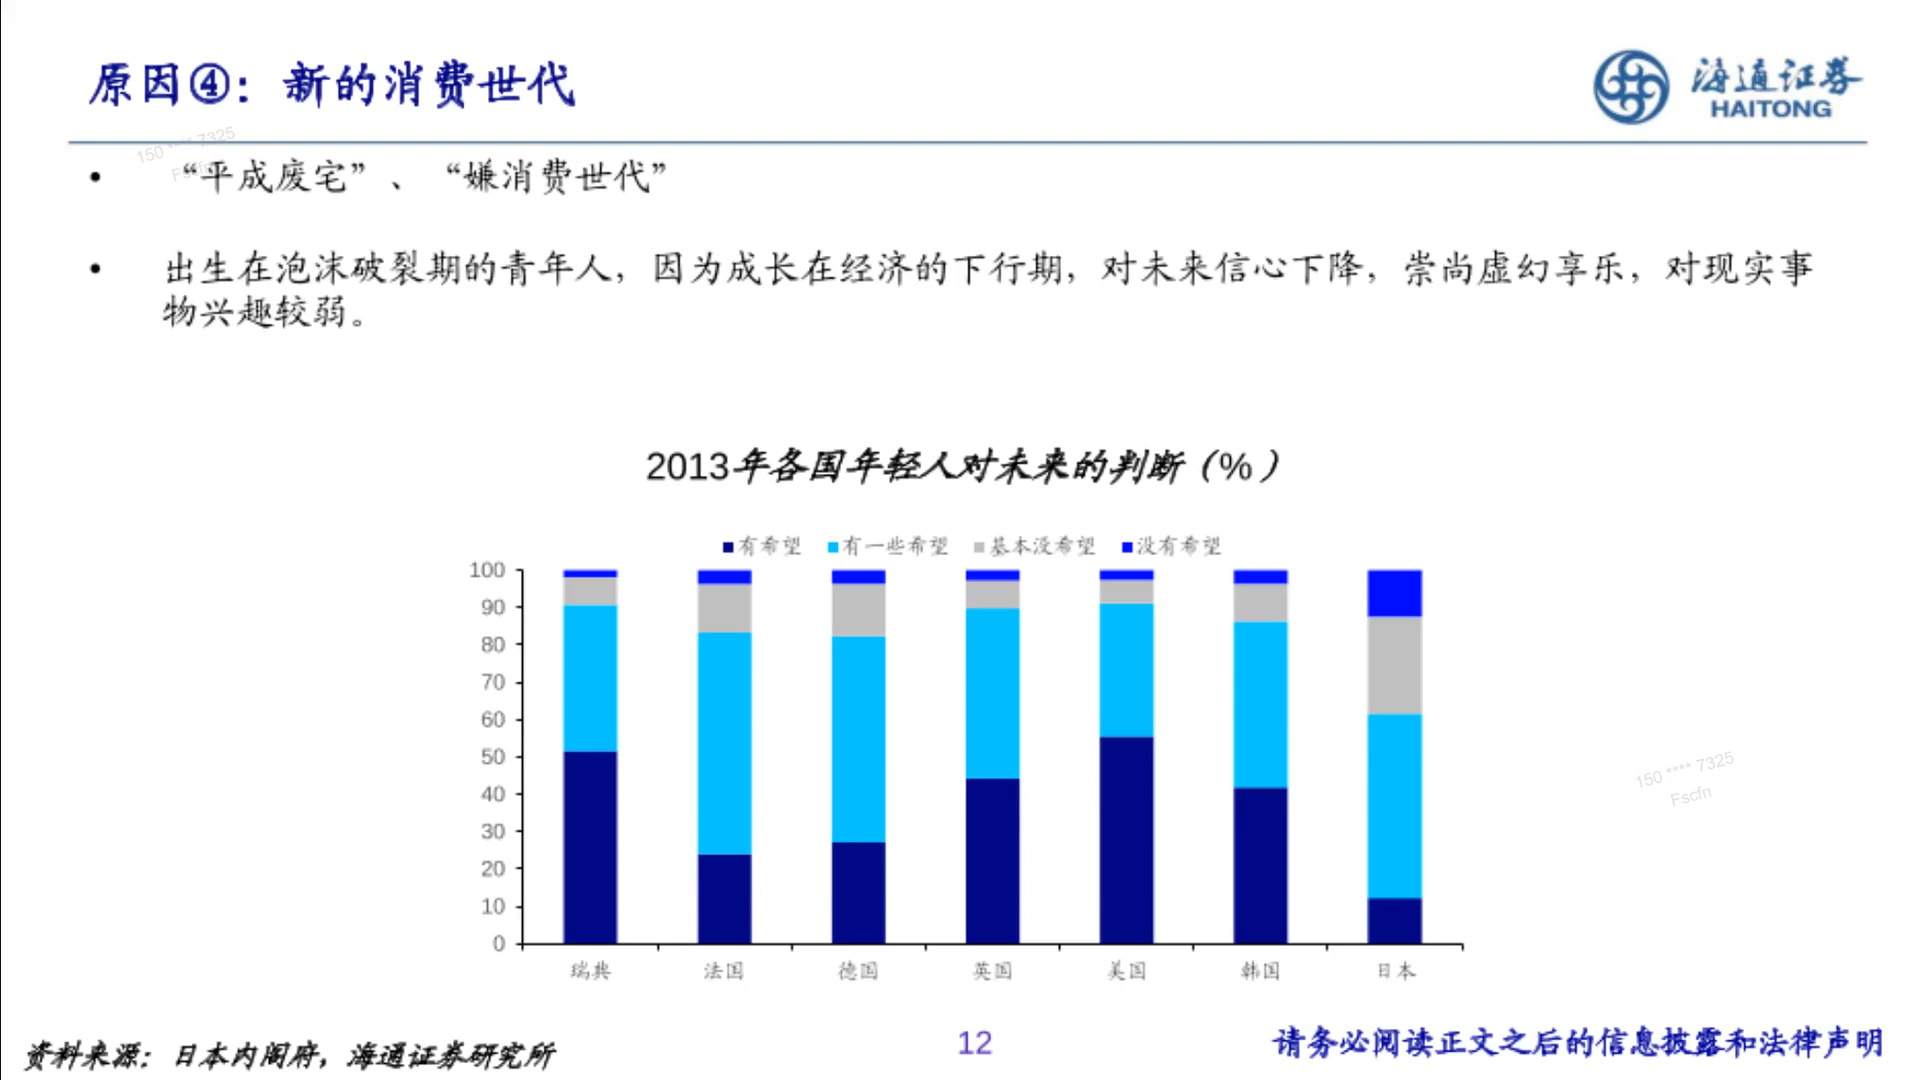 原因④：新的消费世代
海通证券
HAITONG
150 **** 7325
Fscfn
• “平成废宅”、“嫌消费世代”
• 出生在泡沫破裂期的青年人，因为成长在经济的下行期，对未来信心下降，崇尚虚幻享乐，对现实事
物兴趣较弱。
2013年各国年轻人对未来的判断（%）
有希望 有一些希望 基本没希望 没有希望
100
90
80
70
60
50
40
30
20
10
0
瑞典 法国 德国 英国 美国 韩国 日本
150 **** 7325
Fscfn
资料来源：日本内阁府，海通证券研究所
12
请务必阅读正文之后的信息披露和法律声明